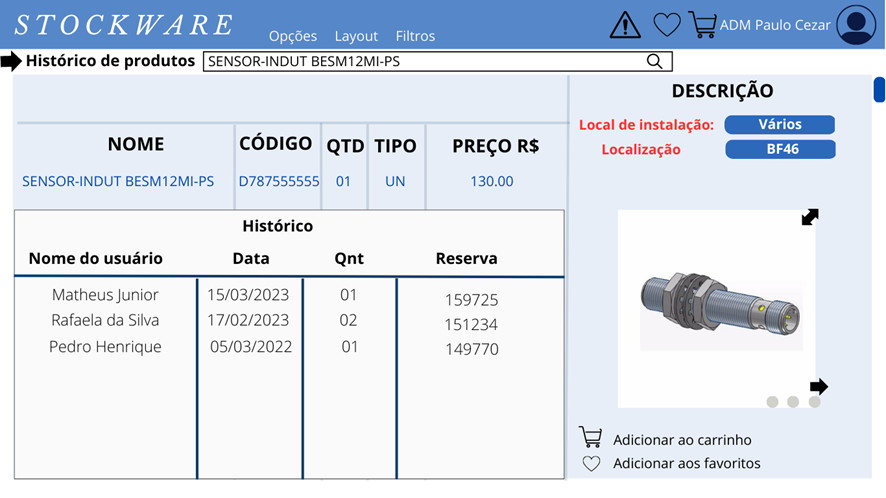 STOCKWARE
Opções Layout Filtros
ADM Paulo Cezar
Histórico de produtos
SENSOR-INDUT BESM12MI-PS
NOME CÓDIGO QTD TIPO PREÇO R$
SENSOR-INDUT BESM12MI-PS D787555555 01 UN 130.00
Histórico
Nome do usuário Data Qnt Reserva
Matheus Junior 15/03/2023 01 159725
Rafaela da Silva 17/02/2023 02 151234
Pedro Henrique 05/03/2022 01 149770
DESCRIÇÃO
Local de instalação: Vários
Localização BF46
Adicionar ao carrinho
Adicionar aos favoritos